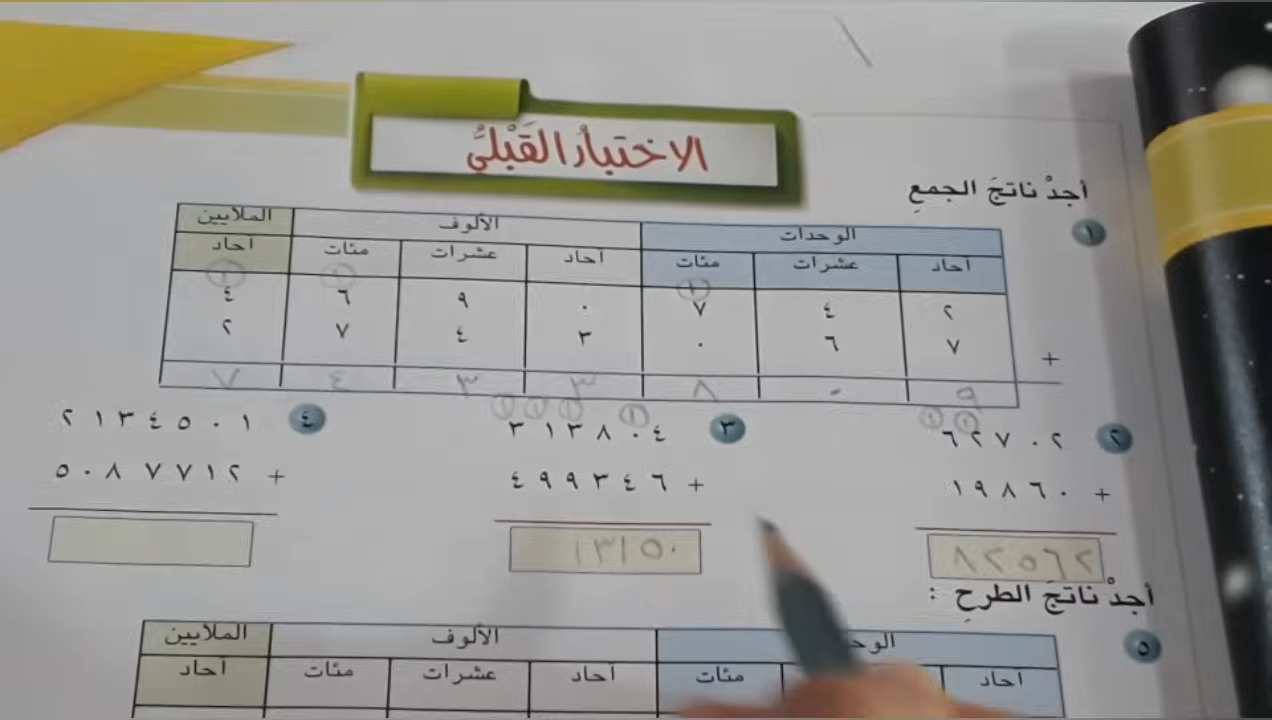 الاختبار القَبْليُّ
أجدْ ناتجَ الجمعِ
١
الوحدات الألوف الملايين
آحاد عشرات مئات آحاد عشرات مئات آحاد
٢ ٤ ٧ ٠ ٩ ٦ ٤
٧ ٦ ٠ ٣ ٤ ٧ ٢ +
٩ ٠ ٨ ٣ ٣ ٤ ٧
٢ ٦٢٧٠٢
١٩٨٦٠ +
٨٢٥٦٢
٣ ٣١٣٨٠٤
٤٩٩٣٤٦ +
١٣١٥٠
٤ ٢١٣٤٥٠١
٥٠٨٧٧١٢ +
أجدْ ناتجَ الطرحِ :
٥
الألوف الملايين
آحاد مئات آحاد عشرات مئات آحاد